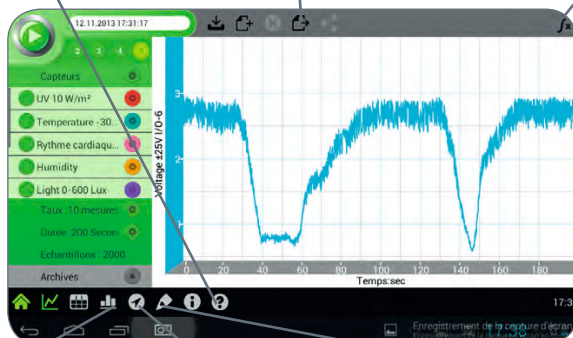 12.11.2013 17:31:17
2 3 4 5
fx
Capteurs
UV 10 W/m²
Temperature -30...
Rythme cardiaqu...
Humidity
Light 0-600 Lux
Taux :10 mesures
Durée: 200 Secon
Echantillons : 2000
Archives
Voltage ±25V I/O-6
3
2
1
0 20 40 60 80 100 120 140 160 180
Temps:sec
17:3
Enregistrement de la capture d'écran